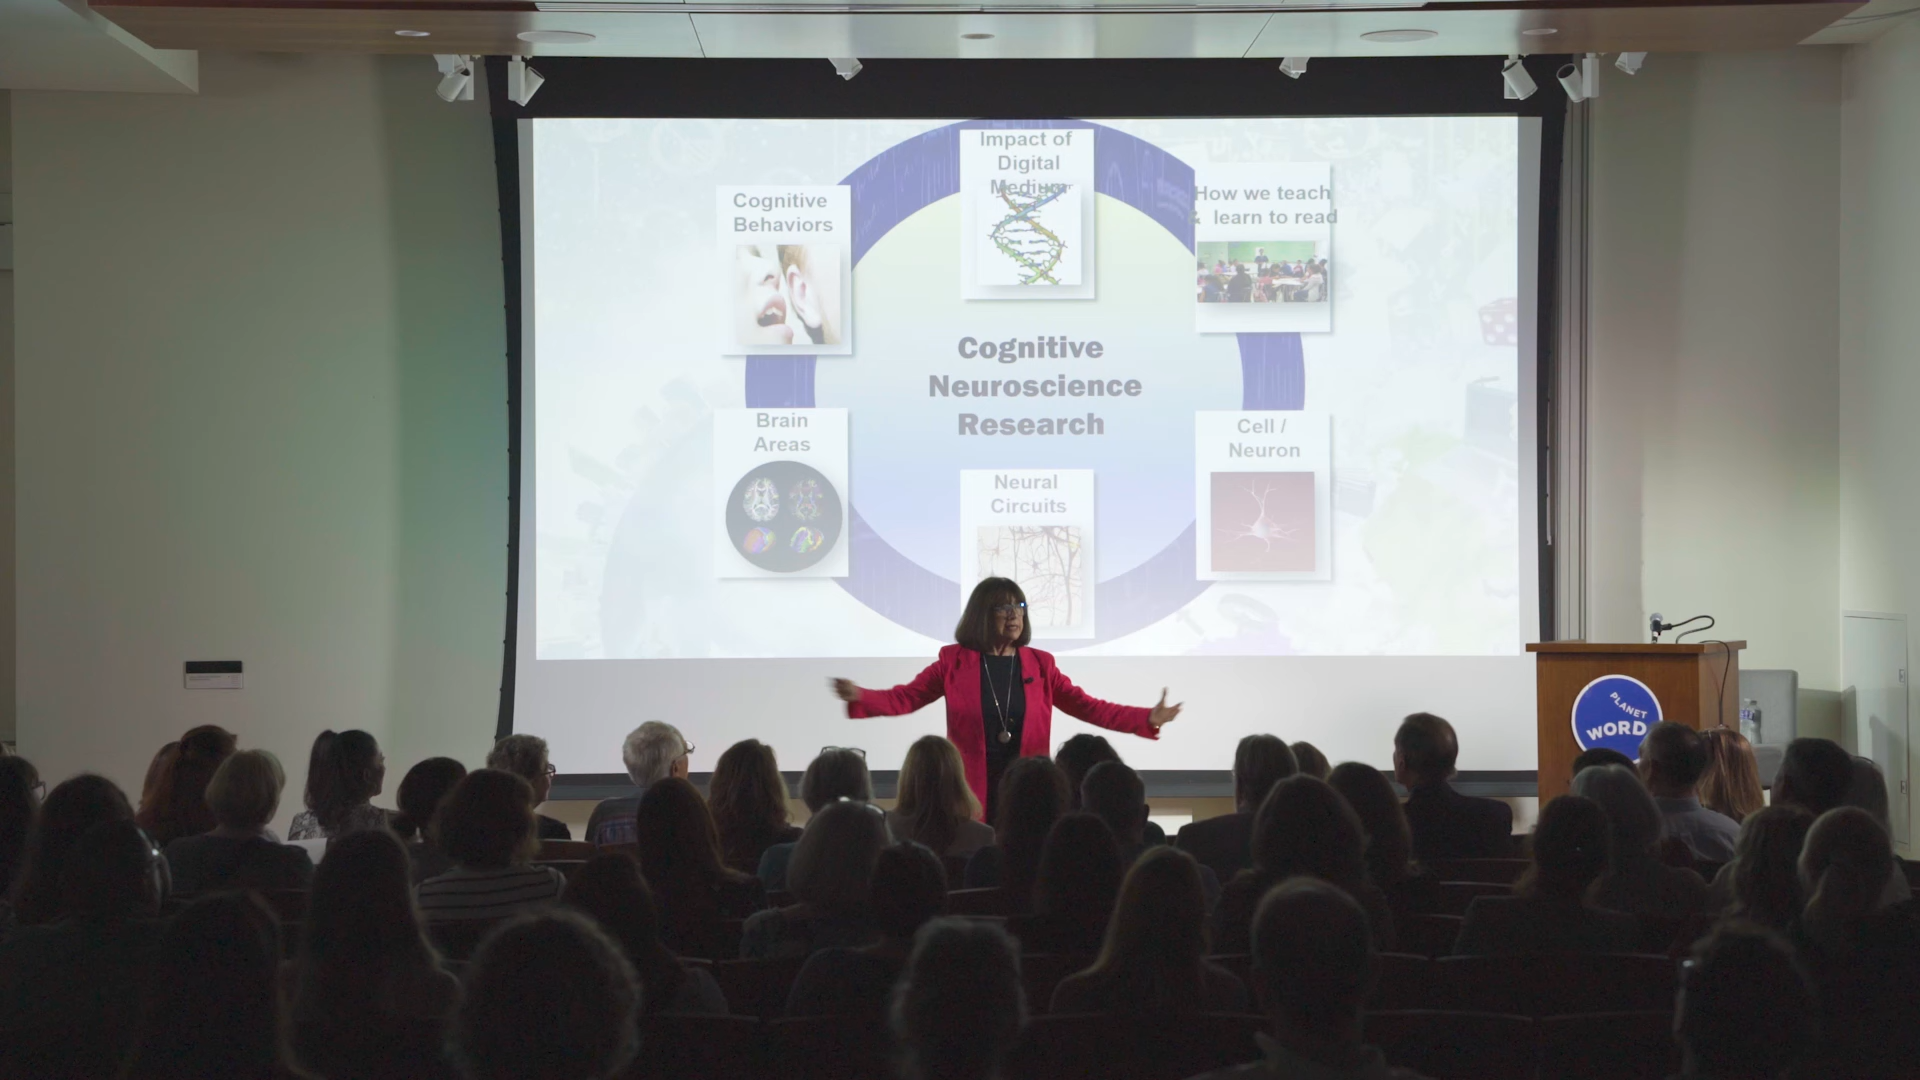 Impact of
Digital
Medium
Cognitive
Behaviors
How we teach
& learn to read
Cognitive
Neuroscience
Research
Brain
Areas
Neural
Circuits
Cell /
Neuron
PLANET
WORD